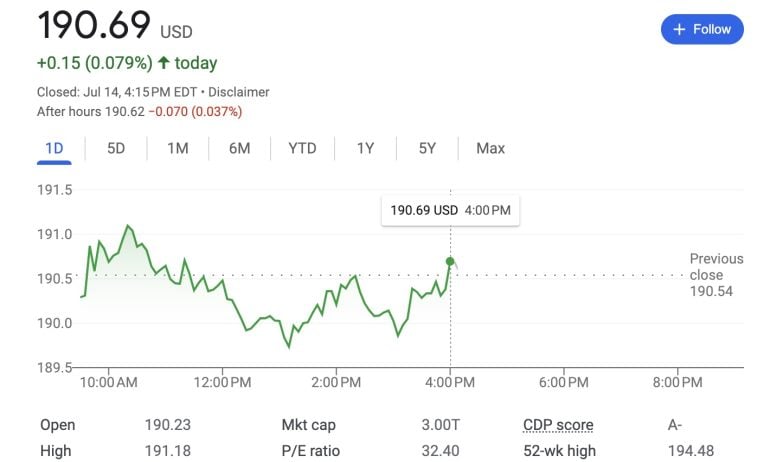 190.69 USD
+ Follow
+0.15 (0.079%) ↑ today
Closed: Jul 14, 4:15 PM EDT • Disclaimer
After hours 190.62 −0.070 (0.037%)
1D 5D 1M 6M YTD 1Y 5Y Max
191.5
190.69 USD 4:00 PM
191.0
190.5
Previous
close
190.54
190.0
189.5
10:00 AM 12:00 PM 2:00 PM 4:00 PM 6:00 PM 8:00 PM
Open 190.23 Mkt cap 3.00T CDP score A-
High 191.18 P/E ratio 32.40 52-wk high 194.48